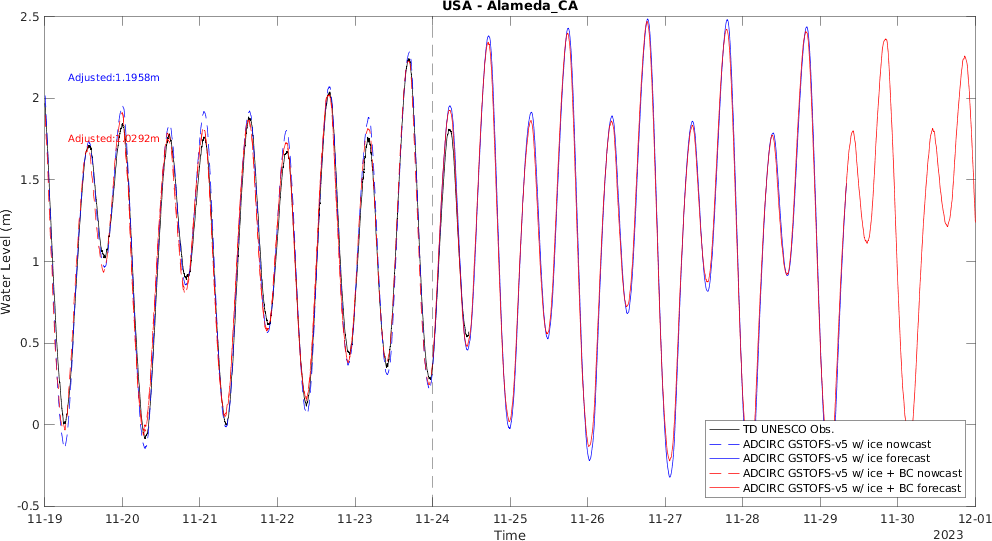 USA - Alameda_CA
2.5
2
1.5
1
0.5
0
-0.5
Water Level (m)
Adjusted:1.1958m
Adjusted:1.0292m
TD UNESCO Obs.
ADCIRC GSTOFS-v5 w/ ice nowcast
ADCIRC GSTOFS-v5 w/ ice forecast
ADCIRC GSTOFS-v5 w/ ice + BC nowcast
ADCIRC GSTOFS-v5 w/ ice + BC forecast
11-19 11-20 11-21 11-22 11-23 11-24 11-25 11-26 11-27 11-28 11-29 11-30 12-01
Time
2023